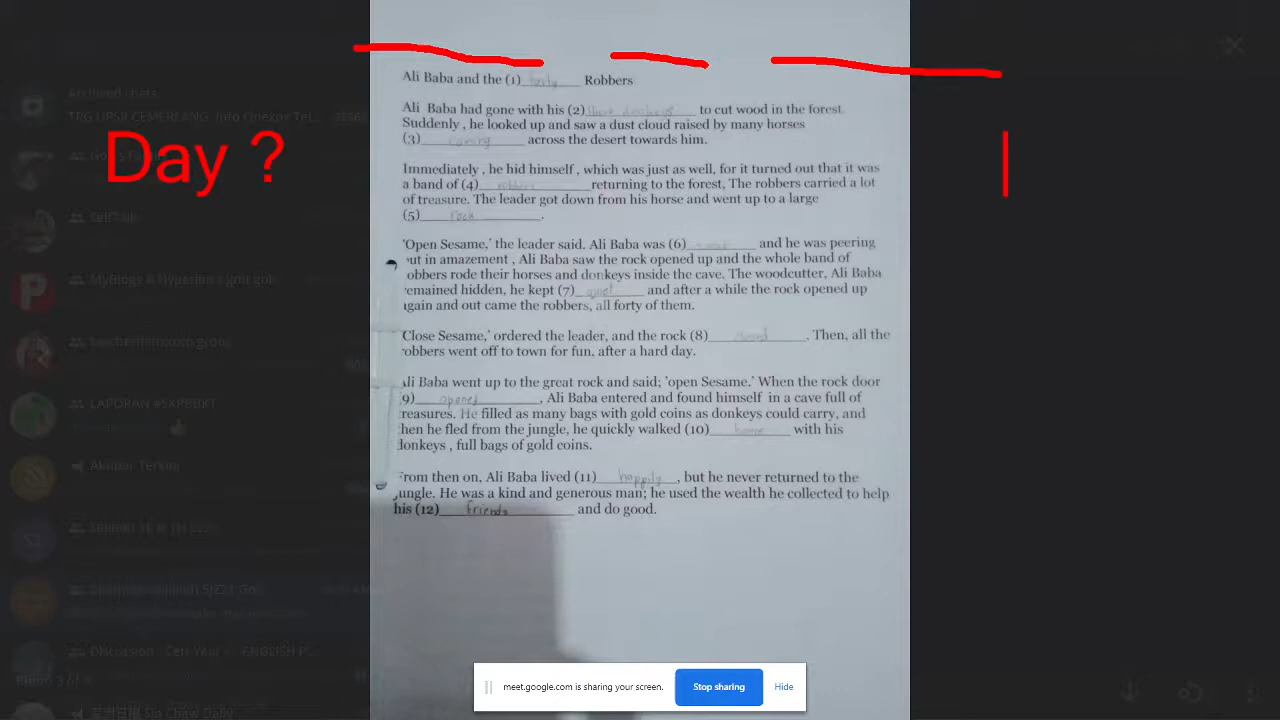 Archived chats
Day ?
SelfTalk
LAPORAN #SXPBBKT
Ali Baba and the (1) forty Robbers
Ali Baba had gone with his (2) three donkeys to cut wood in the forest.
Suddenly , he looked up and saw a dust cloud raised by many horses
(3) coming across the desert towards him.
Immediately , he hid himself , which was just as well, for it turned out that it was
a band of (4) robbers returning to the forest, The robbers carried a lot
of treasure. The leader got down from his horse and went up to a large
(5) rock .
'Open Sesame,' the leader said. Ali Baba was (6) and he was peering
ut in amazement , Ali Baba saw the rock opened up and the whole band of
obbers rode their horses and donkeys inside the cave. The woodcutter, Ali Baba
emained hidden, he kept (7) quiet and after a while the rock opened up
gain and out came the robbers, all forty of them.
Close Sesame,' ordered the leader, and the rock (8) closed . Then, all the
obbers went off to town for fun, after a hard day.
li Baba went up to the great rock and said; 'open Sesame.' When the rock door
9) opened . Ali Baba entered and found himself in a cave full of
reasures. He filled as many bags with gold coins as donkeys could carry, and
hen he fled from the jungle, he quickly walked (10) home with his
donkeys , full bags of gold coins.
From then on, Ali Baba lived (11) happily , but he never returned to the
jungle. He was a kind and generous man; he used the wealth he collected to help
his (12) friends and do good.
meet.google.com is sharing your screen. Stop sharing Hide